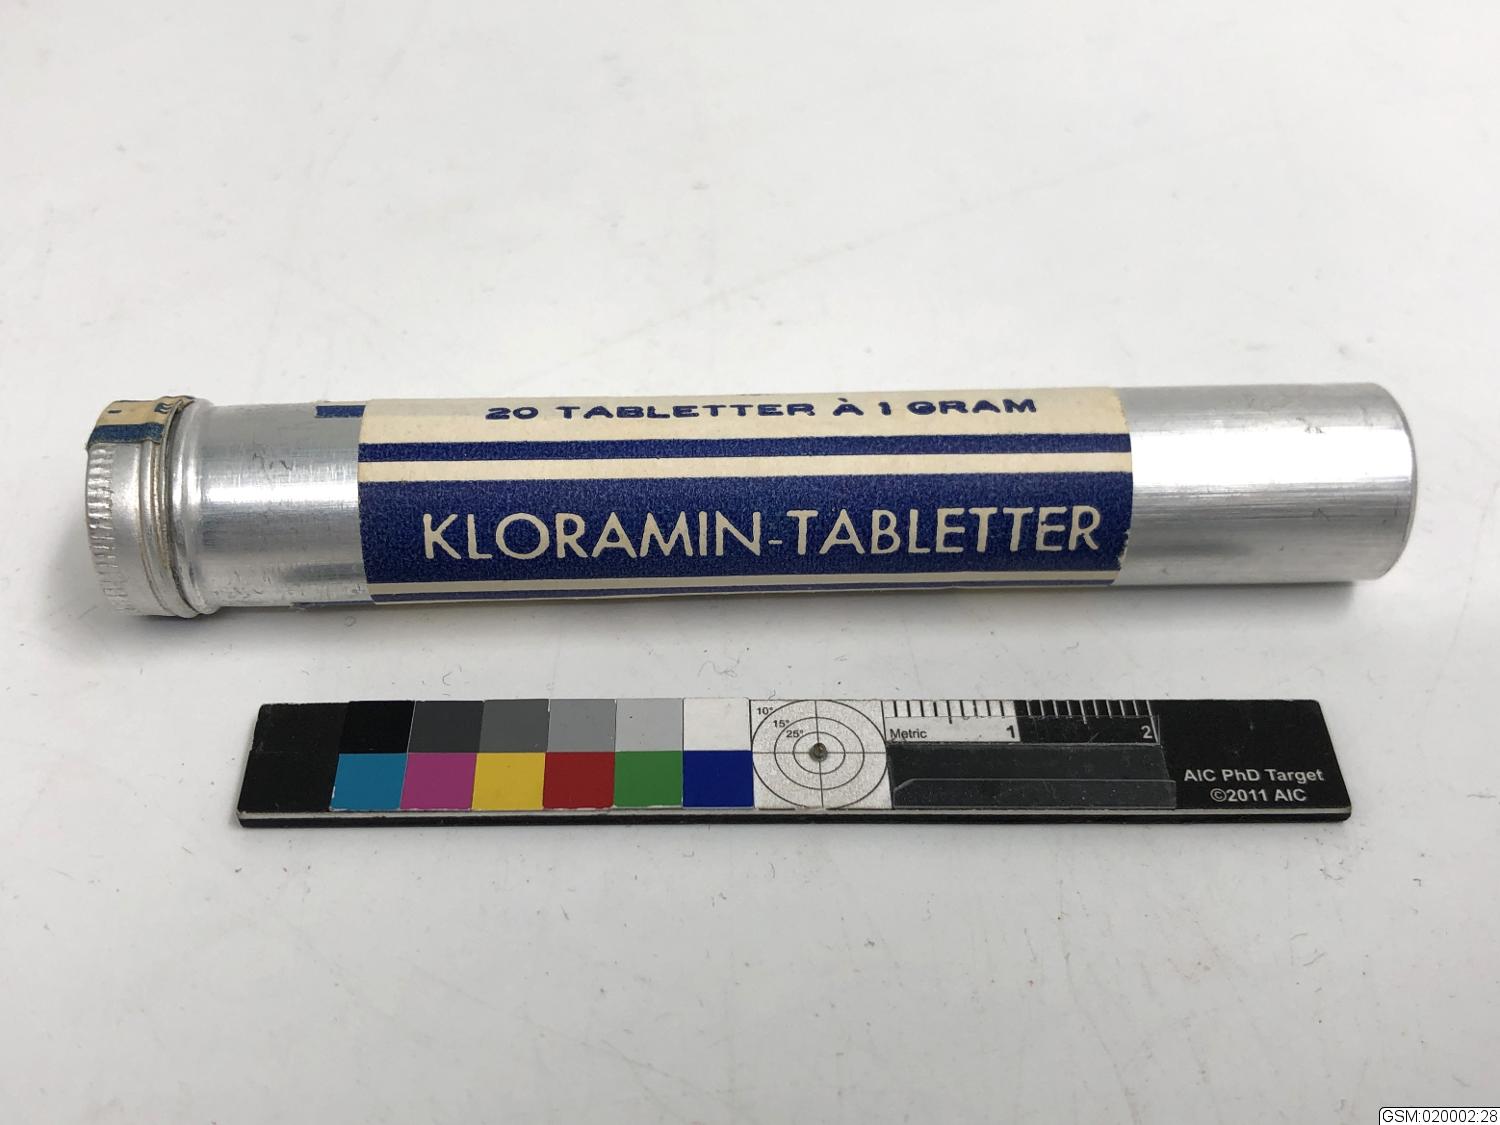 20 TABLETTER À 1 GRAM
KLORAMIN-TABLETTER
10°
15°
25°
Metric 1 2
AIC PhD Target
©2011 AIC
GSM:020002:28